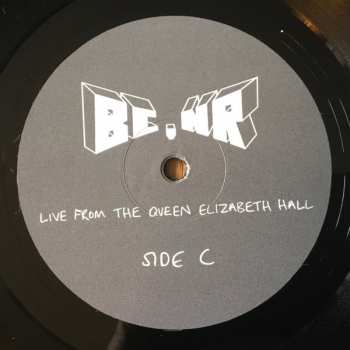 BC,NR
LIVE FROM THE QUEEN ELIZABETH HALL
SIDE C